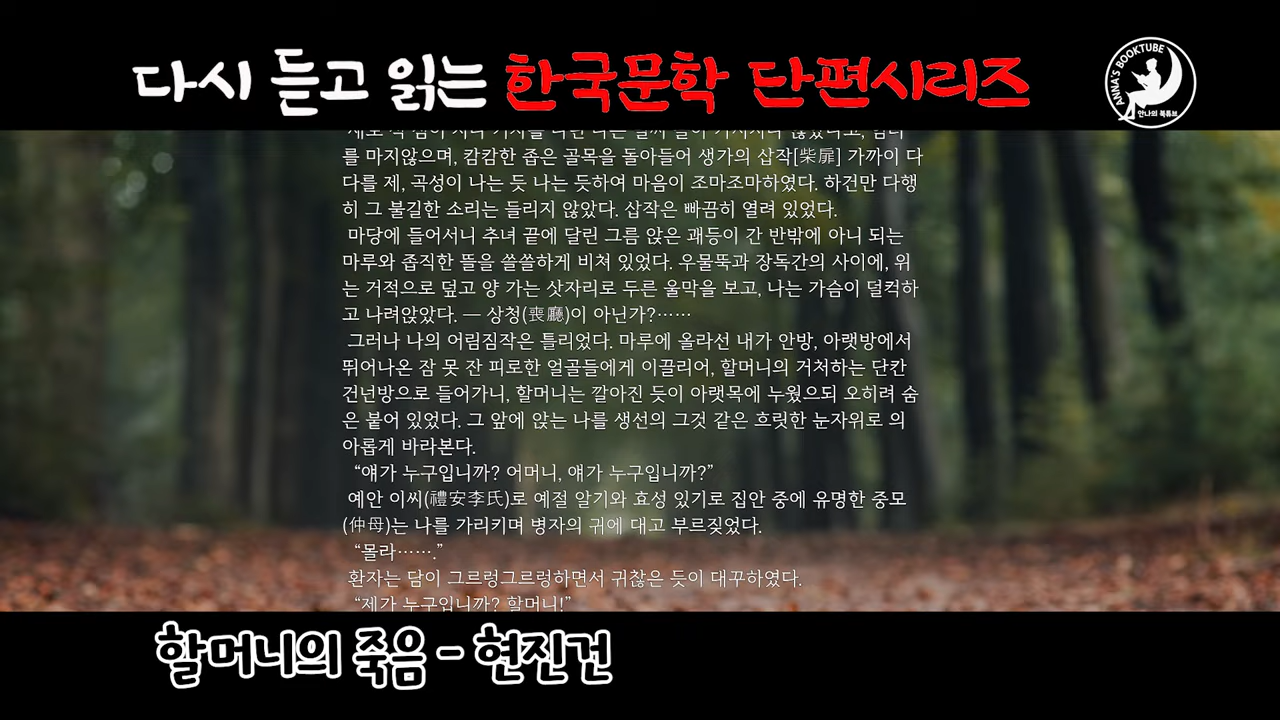 다시 듣고 읽는 한국문학 단편시리즈
ANNA'S BOOKTUBE
안나의 북튜브
를 마지않으며, 캄캄한 좁은 골목을 돌아들어 생가의 삽작[柴扉] 가까이 다
다를 제, 곡성이 나는 듯 나는 듯하여 마음이 조마조마하였다. 하건만 다행
히 그 불길한 소리는 들리지 않았다. 삽작은 빠끔히 열려 있었다.
마당에 들어서니 추녀 끝에 달린 그름 앉은 괘등이 간 반밖에 아니 되는
마루와 좁직한 뜰을 쓸쓸하게 비쳐 있었다. 우물뚝과 장독간의 사이에, 위
는 거적으로 덮고 양 가는 삿자리로 두른 울막을 보고, 나는 가슴이 덜컥하
고 나려앉았다. ― 상청(喪廳)이 아닌가?……
그러나 나의 어림짐작은 틀리었다. 마루에 올라선 내가 안방, 아랫방에서
뛰어나온 잠 못 잔 피로한 얼골들에게 이끌리어, 할머니의 거처하는 단칸
건넌방으로 들어가니, 할머니는 깔아진 듯이 아랫목에 누웠으되 오히려 숨
은 붙어 있었다. 그 앞에 앉는 나를 생선의 그것 같은 흐릿한 눈자위로 의
아롭게 바라본다.
“얘가 누구입니까? 어머니, 얘가 누구입니까?”
예안 이씨(禮安李氏)로 예절 알기와 효성 있기로 집안 중에 유명한 중모
(仲母)는 나를 가리키며 병자의 귀에 대고 부르짖었다.
“몰라…….”
환자는 담이 그르렁그르렁하면서 귀찮은 듯이 대꾸하였다.
“제가 누구입니까? 할머니!”
할머니의 죽음 - 현진건